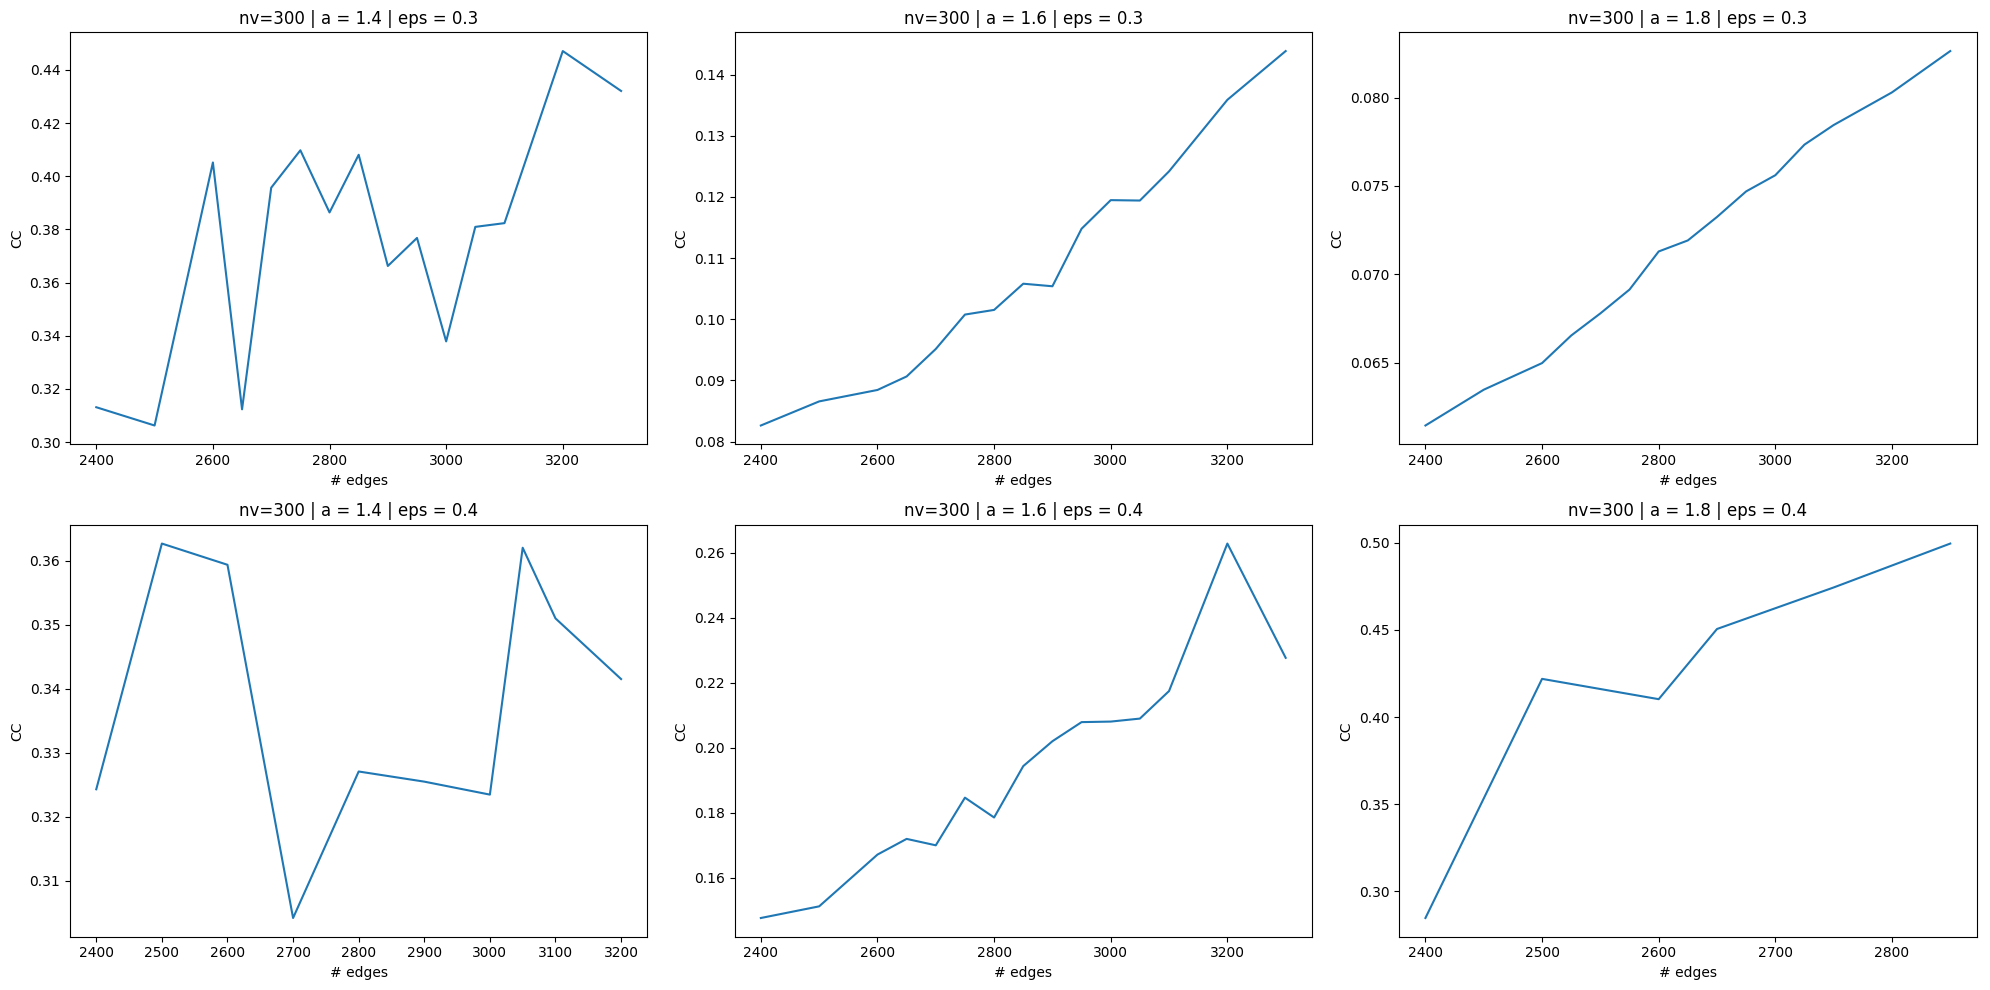 nv=300 | a = 1.4 | eps = 0.3
0.44
0.42
0.40
0.38
0.36
0.34
0.32
0.30
CC
2400 2600 2800 3000 3200
# edges
nv=300 | a = 1.6 | eps = 0.3
0.14
0.13
0.12
0.11
0.10
0.09
0.08
CC
2400 2600 2800 3000 3200
# edges
nv=300 | a = 1.8 | eps = 0.3
0.080
0.075
0.070
0.065
CC
2400 2600 2800 3000 3200
# edges
nv=300 | a = 1.4 | eps = 0.4
0.36
0.35
0.34
0.33
0.32
0.31
CC
2400 2500 2600 2700 2800 2900 3000 3100 3200
# edges
nv=300 | a = 1.6 | eps = 0.4
0.26
0.24
0.22
0.20
0.18
0.16
CC
2400 2600 2800 3000 3200
# edges
nv=300 | a = 1.8 | eps = 0.4
0.50
0.45
0.40
0.35
0.30
CC
2400 2500 2600 2700 2800
# edges